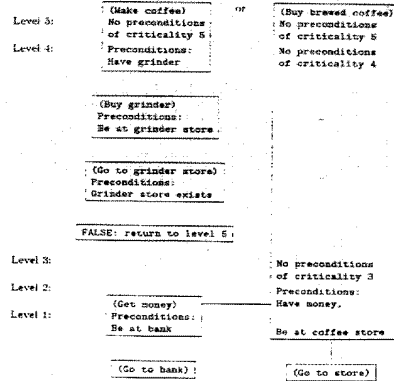 (Make coffee)
or
(Buy brewed coffee)
Level 5:
No preconditions
of criticality 5
No preconditions
of criticality 5
Level 4:
Preconditions:
Have grinder
No preconditions
of criticality 4
(Buy grinder)
Preconditions:
Be at grinder store
(Go to grinder store)
Preconditions:
Grinder store exists
FALSE: return to level 5
Level 3:
No preconditions
of criticality 3
Level 2:
Preconditions:
Have money,
Level 1:
(Get money)
Preconditions:
Be at bank
Be at coffee store
(Go to bank)
(Go to store)